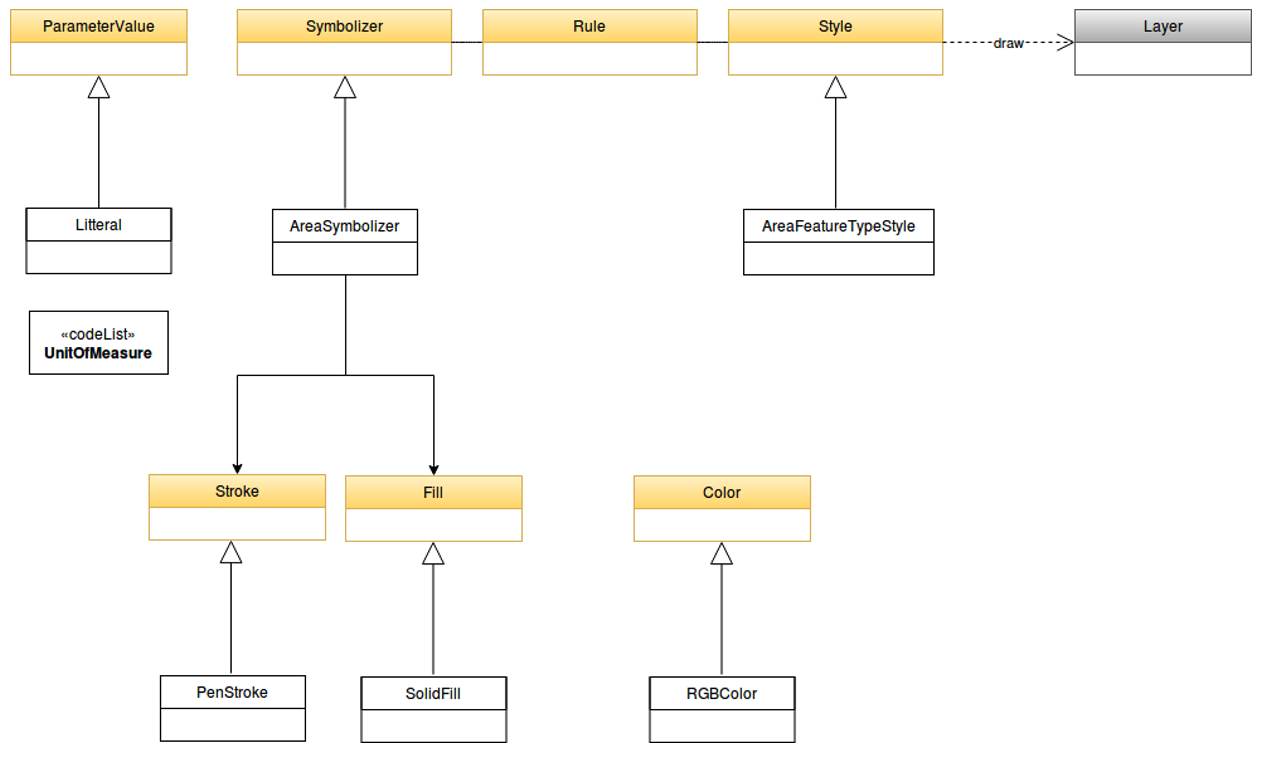 ParameterValue
Symbolizer
Rule
Style
draw
Layer
Litteral
AreaSymbolizer
AreaFeatureTypeStyle
«codeList»
UnitOfMeasure
Stroke
Fill
Color
PenStroke
SolidFill
RGBColor